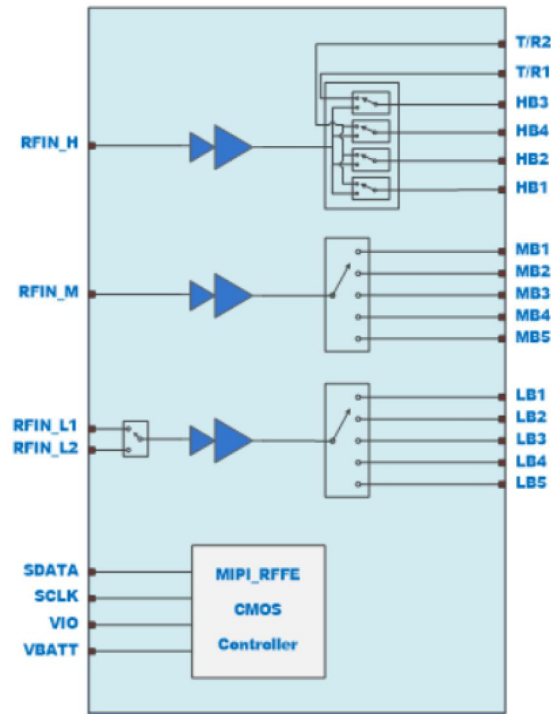 T/R2
T/R1
HB3
RFIN_H
HB4
HB2
HB1
MB1
MB2
RFIN_M
MB3
MB4
MB5
LB1
LB2
RFIN_L1
RFIN_L2
LB3
LB4
LB5
SDATA
SCLK
VIO
VBATT
MIPI_RFFE
CMOS
Controller